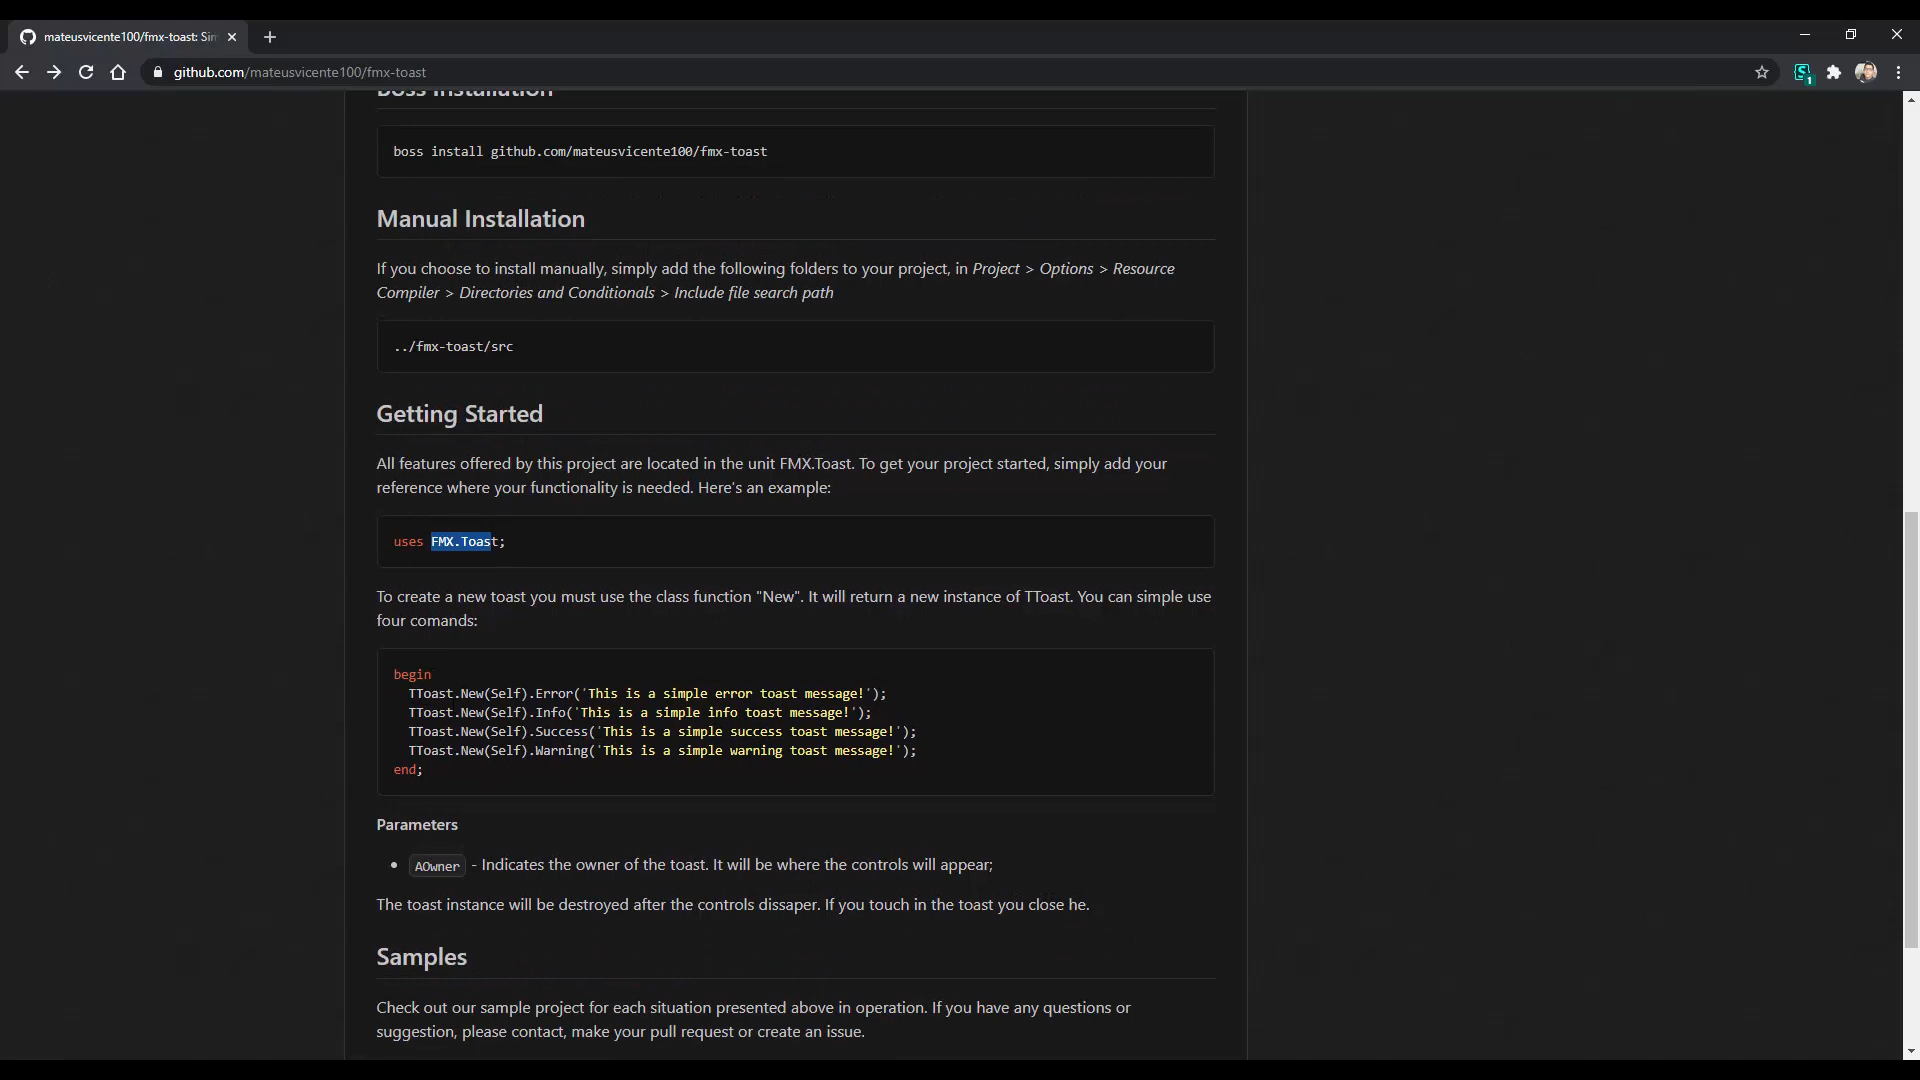 mateusvicente100/fmx-toast: Sim
github.com/mateusvicente100/fmx-toast
Boss Installation
boss install github.com/mateusvicente100/fmx-toast
Manual Installation
If you choose to install manually, simply add the following folders to your project, in Project > Options > Resource
Compiler > Directories and Conditionals > Include file search path
../fmx-toast/src
Getting Started
All features offered by this project are located in the unit FMX.Toast. To get your project started, simply add your
reference where your functionality is needed. Here's an example:
uses FMX.Toast;
To create a new toast you must use the class function "New". It will return a new instance of TToast. You can simple use
four comands:
begin
TToast.New(Self).Error('This is a simple error toast message!');
TToast.New(Self).Info('This is a simple info toast message!');
TToast.New(Self).Success('This is a simple success toast message!');
TToast.New(Self).Warning('This is a simple warning toast message!');
end;
Parameters
• AOwner - Indicates the owner of the toast. It will be where the controls will appear;
The toast instance will be destroyed after the controls dissaper. If you touch in the toast you close he.
Samples
Check out our sample project for each situation presented above in operation. If you have any questions or
suggestion, please contact, make your pull request or create an issue.